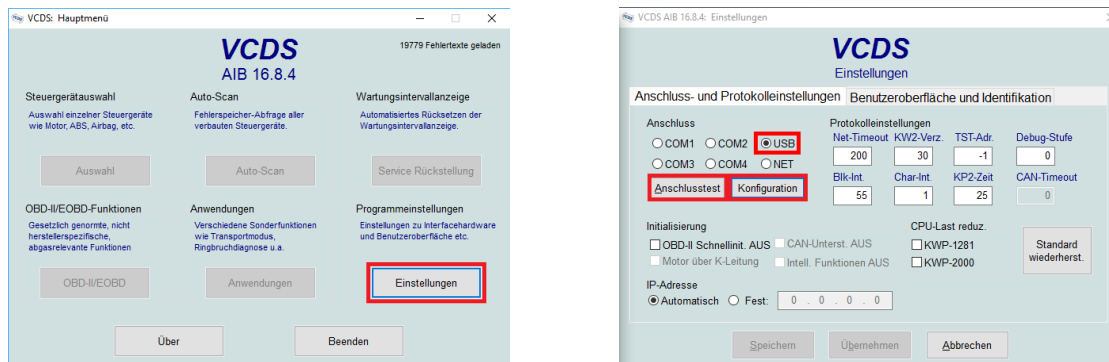 VCDS: Hauptmenü
VCDS
AIB 16.8.4
19779 Fehlertexte geladen
Steuergerätauswahl
Auswahl einzelner Steuergeräte
wie Motor, ABS, Airbag, etc.
Auswahl
Auto-Scan
Fehlerspeicher-Abfrage aller
verbauten Steuergeräte.
Auto-Scan
Wartungsintervallanzeige
Automatisiertes Rücksetzen der
Wartungsintervallanzeige.
Service Rückstellung
OBD-II/EOBD-Funktionen
Gesetzlich genormte, nicht
herstellerspezifische,
abgasrelevante Funktionen
OBD-II/EOBD
Anwendungen
Verschiedene Sonderfunktionen
wie Transportmodus,
Ringbruchdiagnose u.a.
Anwendungen
Programmeinstellungen
Einstellungen zu Interfacehardware
und Benutzeroberfläche etc.
Einstellungen
Über
Beenden
VCDS AIB 16.8.4: Einstellungen
VCDS
Einstellungen
Anschluss- und Protokolleinstellungen
Benutzeroberfläche und Identifikation
Anschluss
COM1 COM2 USB
COM3 COM4 NET
Anschlusstest Konfiguration
Protokolleinstellungen
Net-Timeout KW2-Verz. TST-Adr. Debug-Stufe
200 30 -1 0
Blk-Int. Char-Int. KP2-Zeit CAN-Timeout
55 1 25 0
Initialisierung
OBD-II Schnellinit. AUS CAN-Unterst. AUS
Motor über K-Leitung Intell. Funktionen AUS
CPU-Last reduz.
KWP-1281
KWP-2000
Standard
wiederherst.
IP-Adresse
Automatisch Fest: 0 . 0 . 0 . 0
Speichern Übernehmen Abbrechen